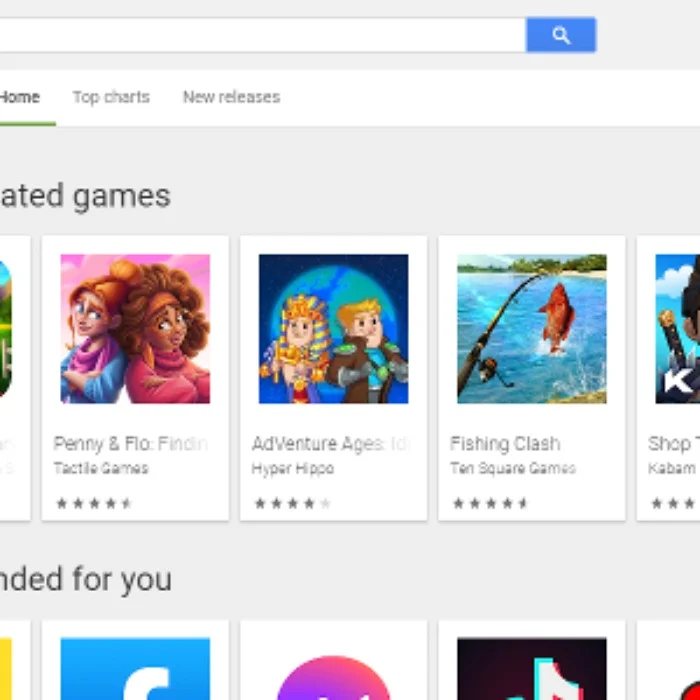 Home Top charts New releases
ated games
Penny & Flo: Findin
Tactile Games
AdVenture Ages: Id
Hyper Hippo
Fishing Clash
Ten Square Games
Shop T
Kabam
K
nded for you